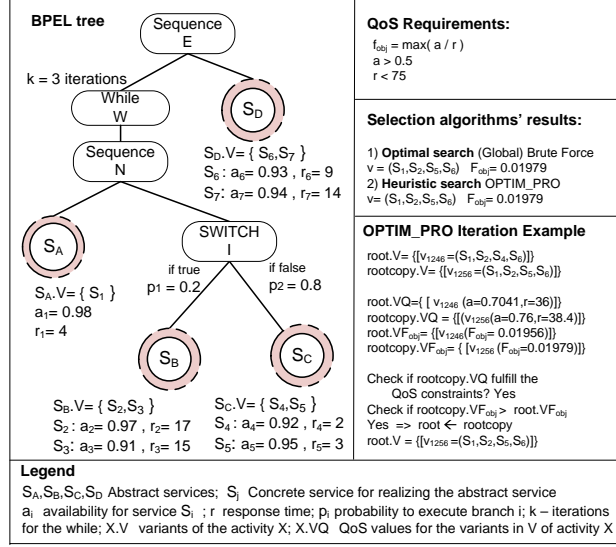 BPEL tree
Sequence
E
k = 3 iterations
While
W
S_D
Sequence
N
S_D.V= { S_6,S_7 }
S_6 : a_6= 0.93 , r_6= 9
S_7: a_7= 0.94 , r_7= 14
S_A
SWITCH
I
if true
p_1 = 0.2
if false
p_2 = 0.8
S_A.V= { S_1 }
a_1= 0.98
r_1= 4
S_B
S_C
S_B.V= { S_2,S_3 }
S_2 : a_2= 0.97 , r_2= 17
S_3: a_3= 0.91 , r_3= 15
S_C.V= { S_4,S_5 }
S_4 : a_4= 0.92 , r_4= 2
S_5: a_5= 0.95 , r_5= 3
QoS Requirements:
f_obj = max( a / r )
a > 0.5
r < 75
Selection algorithms' results:
1) Optimal search (Global) Brute Force
v = (S_1,S_2,S_5,S_6) F_obj= 0.01979
2) Heuristic search OPTIM_PRO
v= (S_1,S_2,S_5,S_6) F_obj= 0.01979
OPTIM_PRO Iteration Example
root.V= {[v_1246 =(S_1,S_2,S_4,S_6)]}
rootcopy.V= {[v_1256 =(S_1,S_2,S_5,S_6)]}
root.VQ={ [ v_1246 (a=0.7041,r=36)]}
rootcopy.VQ = {[(v_1256(a=0.76,r=38.4)]}
root.VF_obj= {[v_1246(F_obj= 0.01956)]}
rootcopy.VF_obj= { [v_1256 (F_obj=0.01979)]}
Check if rootcopy.VQ fulfill the
QoS constraints? Yes
Check if rootcopy.VF_obj > root.VF_obj
Yes => root ← rootcopy
root.V = {[v_1256 =(S_1,S_2,S_5,S_6)]}
Legend
S_A,S_B,S_C,S_D Abstract services; S_j Concrete service for realizing the abstract service
a_i availability for service S_i ; r response time; p_i probability to execute branch i; k – iterations
for the while; X.V variants of the activity X; X.VQ QoS values for the variants in V of activity X